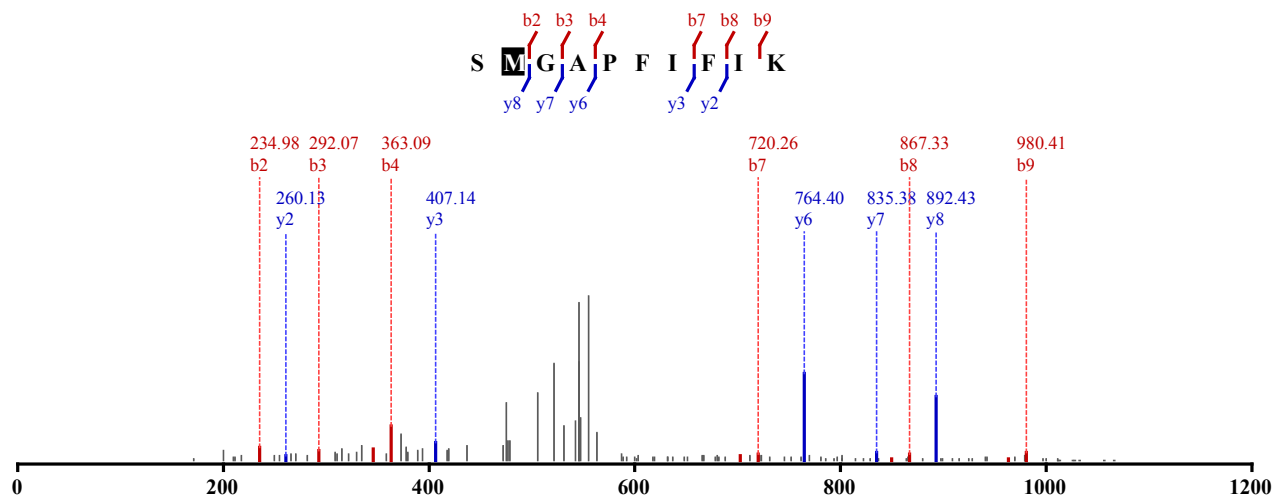 b2 b3 b4 b7 b8 b9
S M G A P F I F I K
y8 y7 y6 y3 y2
234.98 292.07 363.09 720.26 867.33 980.41
b2 b3 b4 b7 b8 b9
260.13 407.14 764.40 835.38 892.43
y2 y3 y6 y7 y8
0 200 400 600 800 1000 1200